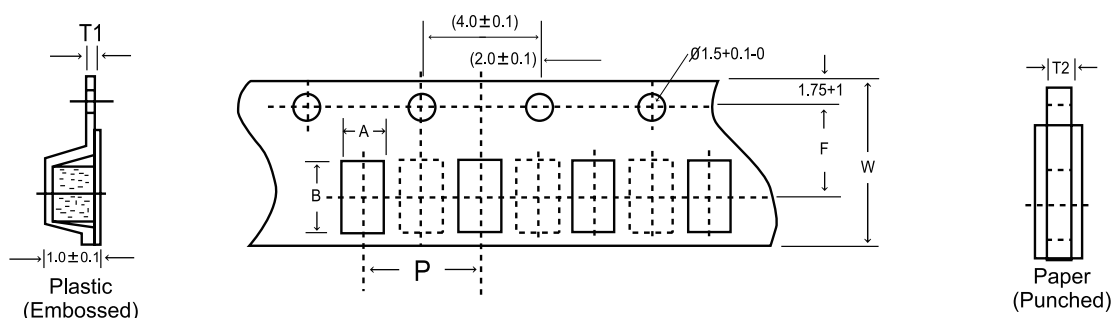 T1
1.0±0.1
Plastic
(Embossed)
(4.0±0.1)
(2.0±0.1)
Ø1.5+0.1-0
1.75+1
A
B
F
W
P
T2
Paper
(Punched)